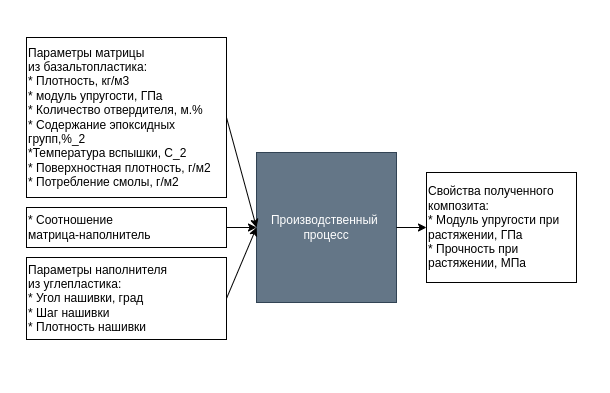 Параметры матрицы
из базальтопластика:
* Плотность, кг/м3
* модуль упругости, ГПа
* Количество отвердителя, м.%
* Содержание эпоксидных
групп,%_2
*Температура вспышки, С_2
* Поверхностная плотность, г/м2
* Потребление смолы, г/м2
* Соотношение
матрица-наполнитель
Параметры наполнителя
из углепластика:
* Угол нашивки, град
* Шаг нашивки
* Плотность нашивки
Производственный
процесс
Свойства полученного
композита:
* Модуль упругости при
растяжении, ГПа
* Прочность при
растяжении, МПа